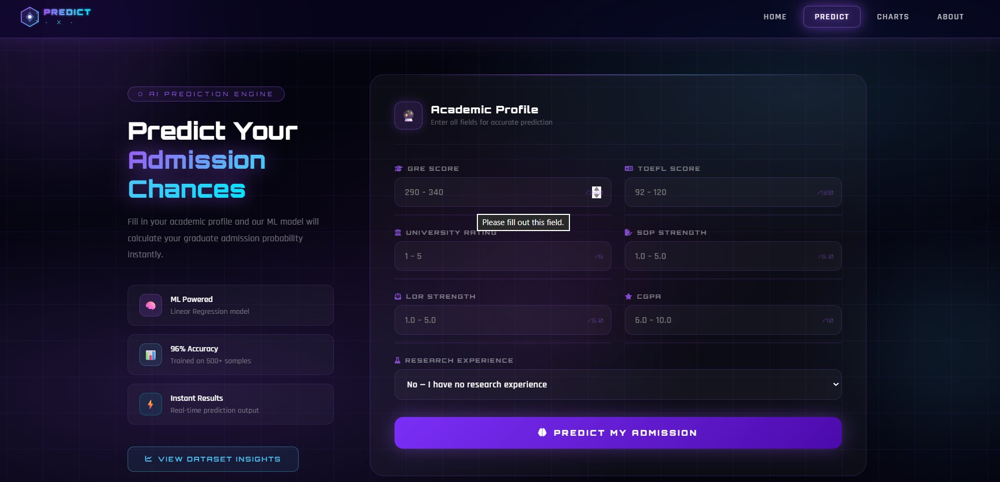 PREDICT
· X ·
HOME
PREDICT
CHARTS
ABOUT
AI PREDICTION ENGINE
Predict Your
Admission
Chances
Fill in your academic profile and our ML model will
calculate your graduate admission probability
instantly.
ML Powered
Linear Regression model
96% Accuracy
Trained on 500+ samples
Instant Results
Real-time prediction output
VIEW DATASET INSIGHTS
Academic Profile
Enter all fields for accurate prediction
GRE SCORE
290 – 340
TOEFL SCORE
92 – 120
/120
Please fill out this field.
UNIVERSITY RATING
1 – 5
/5
SOP STRENGTH
1.0 – 5.0
/5.0
LOR STRENGTH
1.0 – 5.0
/5.0
CGPA
6.0 – 10.0
/10
RESEARCH EXPERIENCE
No – I have no research experience
PREDICT MY ADMISSION